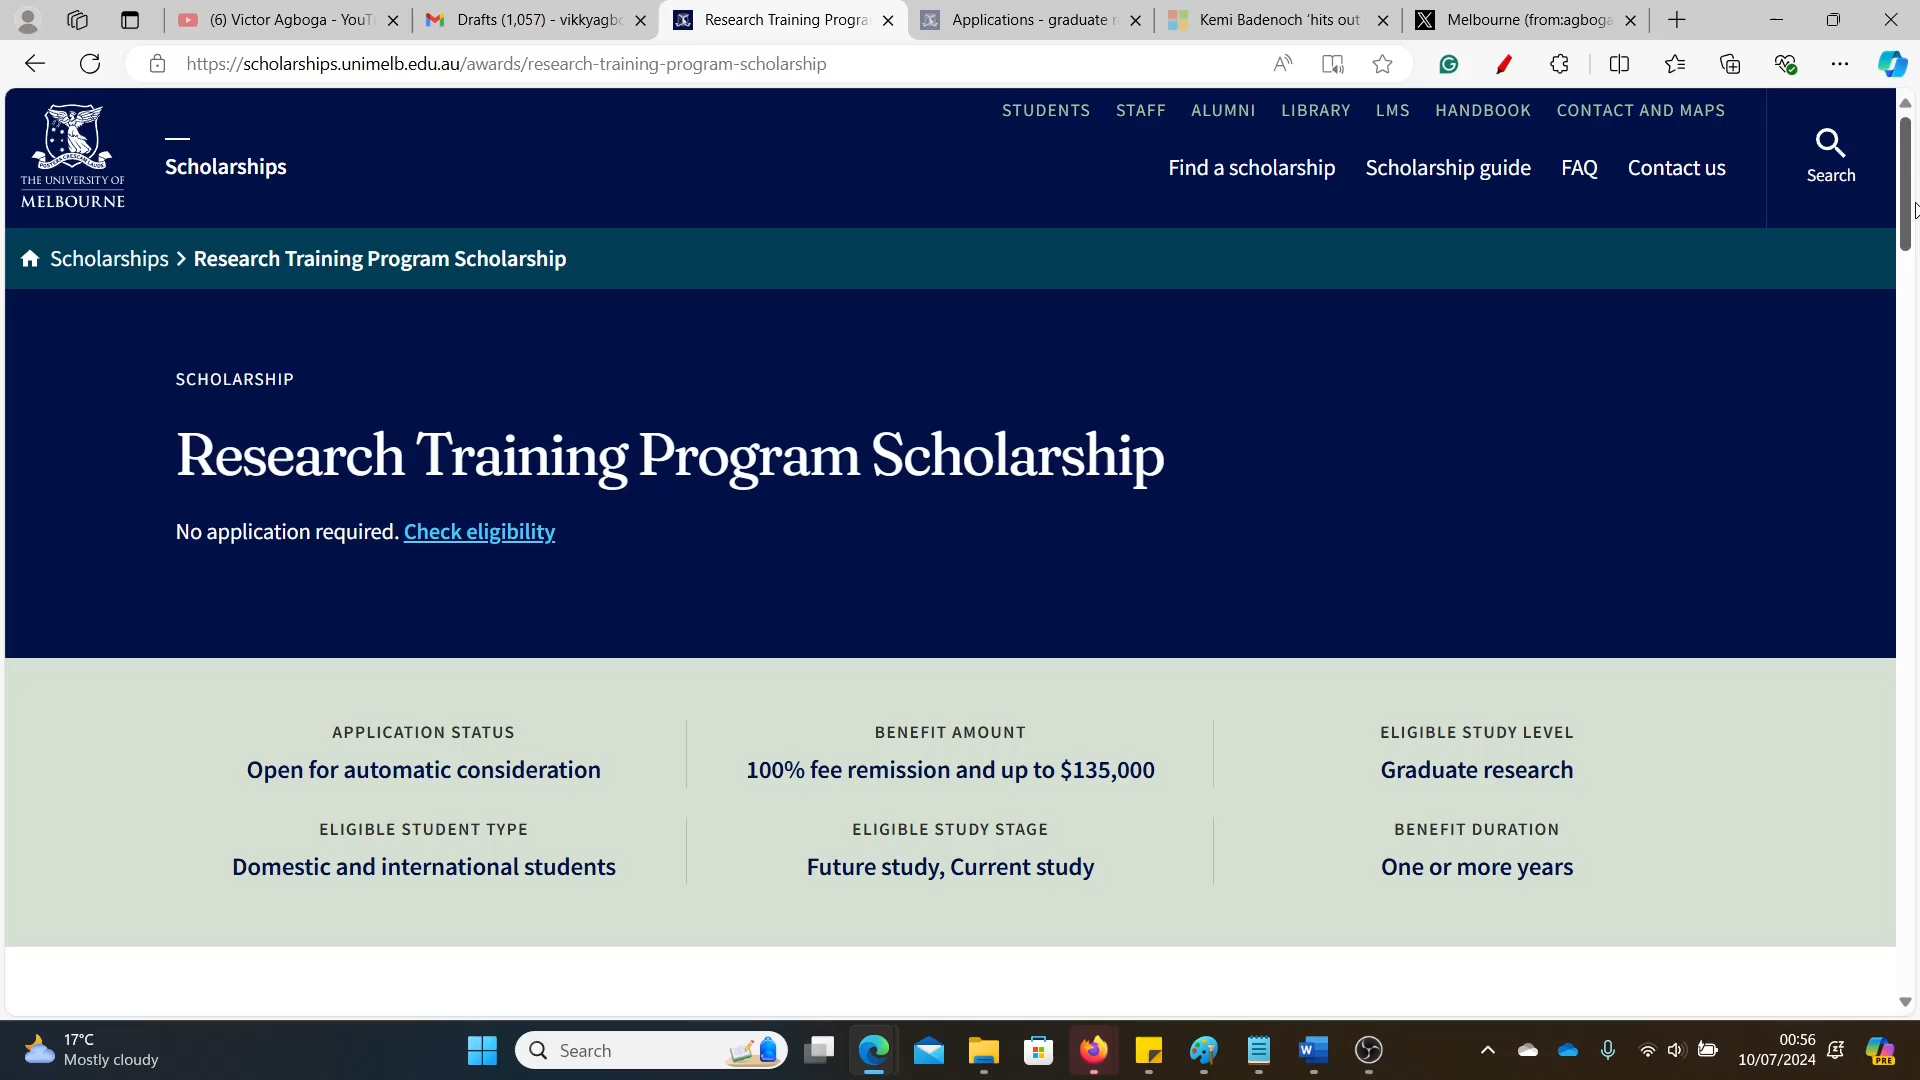 (6) Victor Agboga - YouT
Drafts (1,057) - vikkyagbo
Research Training Progra
Applications - graduate r
Kemi Badenoch 'hits out
Melbourne (from:agboga
https://scholarships.unimelb.edu.au/awards/research-training-program-scholarship
STUDENTS STAFF ALUMNI LIBRARY LMS HANDBOOK CONTACT AND MAPS
THE UNIVERSITY OF
MELBOURNE
Scholarships
Find a scholarship Scholarship guide FAQ Contact us
Search
Scholarships > Research Training Program Scholarship
SCHOLARSHIP
Research Training Program Scholarship
No application required. Check eligibility
APPLICATION STATUS
Open for automatic consideration
BENEFIT AMOUNT
100% fee remission and up to $135,000
ELIGIBLE STUDY LEVEL
Graduate research
ELIGIBLE STUDENT TYPE
Domestic and international students
ELIGIBLE STUDY STAGE
Future study, Current study
BENEFIT DURATION
One or more years
17°C
Mostly cloudy
Search
00:56
10/07/2024
PRE